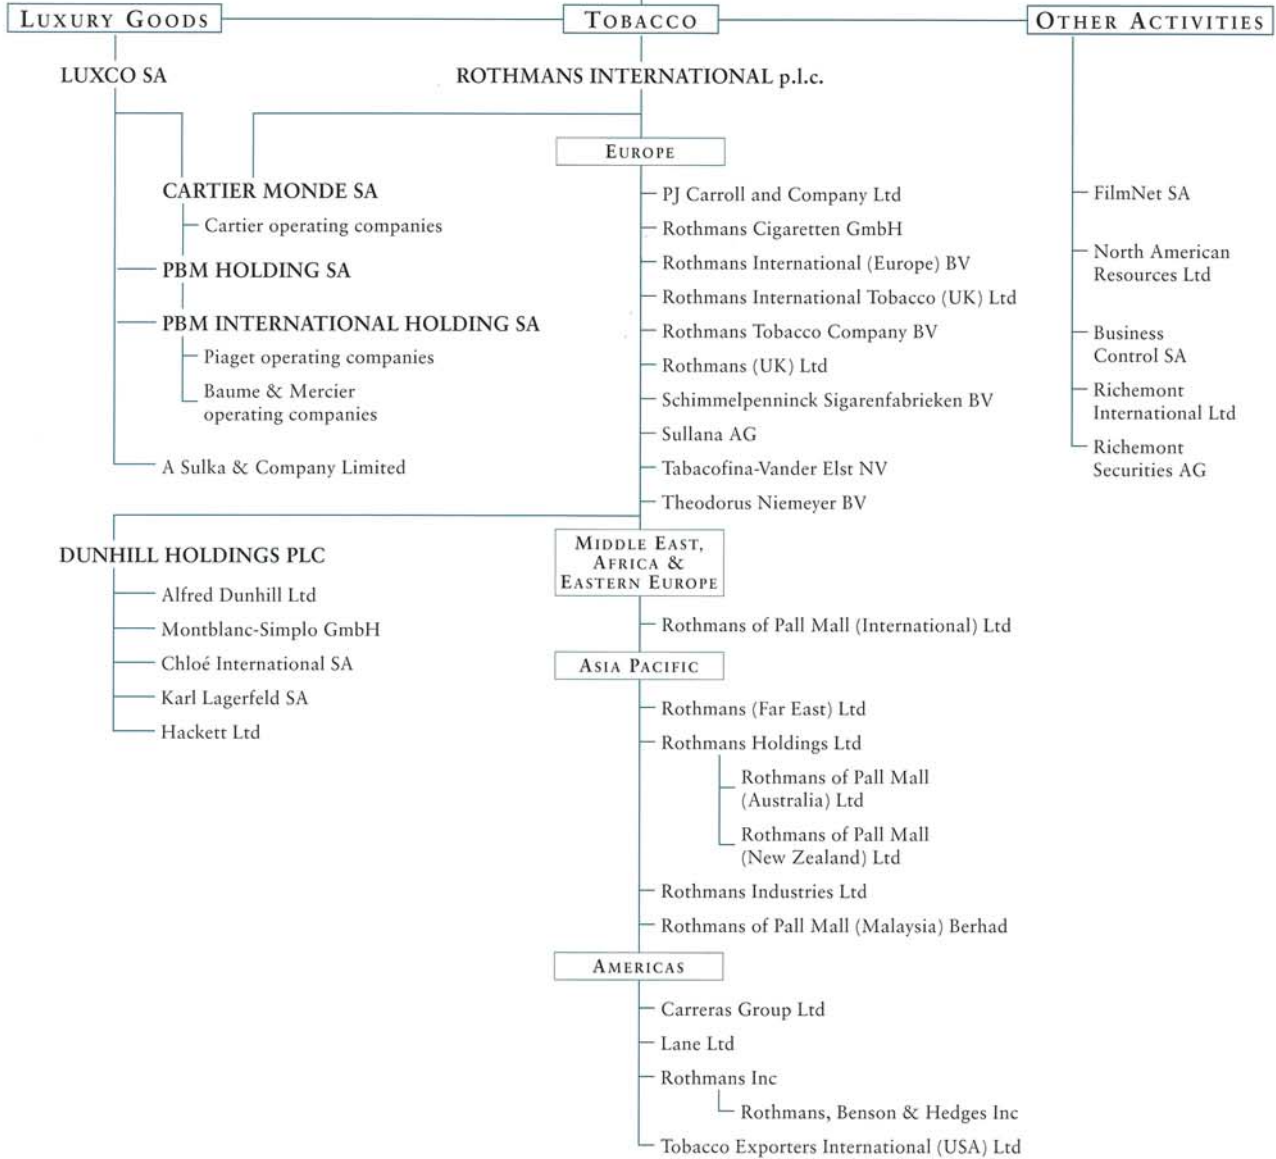 LUXURY GOODS
TOBACCO
OTHER ACTIVITIES
LUXCO SA
ROTHMANS INTERNATIONAL p.l.c.
CARTIER MONDE SA
Cartier operating companies
PBM HOLDING SA
PBM INTERNATIONAL HOLDING SA
Piaget operating companies
Baume & Mercier
operating companies
A Sulka & Company Limited
DUNHILL HOLDINGS PLC
Alfred Dunhill Ltd
Montblanc-Simplo GmbH
Chloé International SA
Karl Lagerfeld SA
Hackett Ltd
EUROPE
PJ Carroll and Company Ltd
Rothmans Cigaretten GmbH
Rothmans International (Europe) BV
Rothmans International Tobacco (UK) Ltd
Rothmans Tobacco Company BV
Rothmans (UK) Ltd
Schimmelpenninck Sigarenfabrieken BV
Sullana AG
Tabacofina-Vander Elst NV
Theodorus Niemeyer BV
MIDDLE EAST,
AFRICA &
EASTERN EUROPE
Rothmans of Pall Mall (International) Ltd
ASIA PACIFIC
Rothmans (Far East) Ltd
Rothmans Holdings Ltd
Rothmans of Pall Mall
(Australia) Ltd
Rothmans of Pall Mall
(New Zealand) Ltd
Rothmans Industries Ltd
Rothmans of Pall Mall (Malaysia) Berhad
AMERICAS
Carreras Group Ltd
Lane Ltd
Rothmans Inc
Rothmans, Benson & Hedges Inc
Tobacco Exporters International (USA) Ltd
FilmNet SA
North American
Resources Ltd
Business
Control SA
Richemont
International Ltd
Richemont
Securities AG